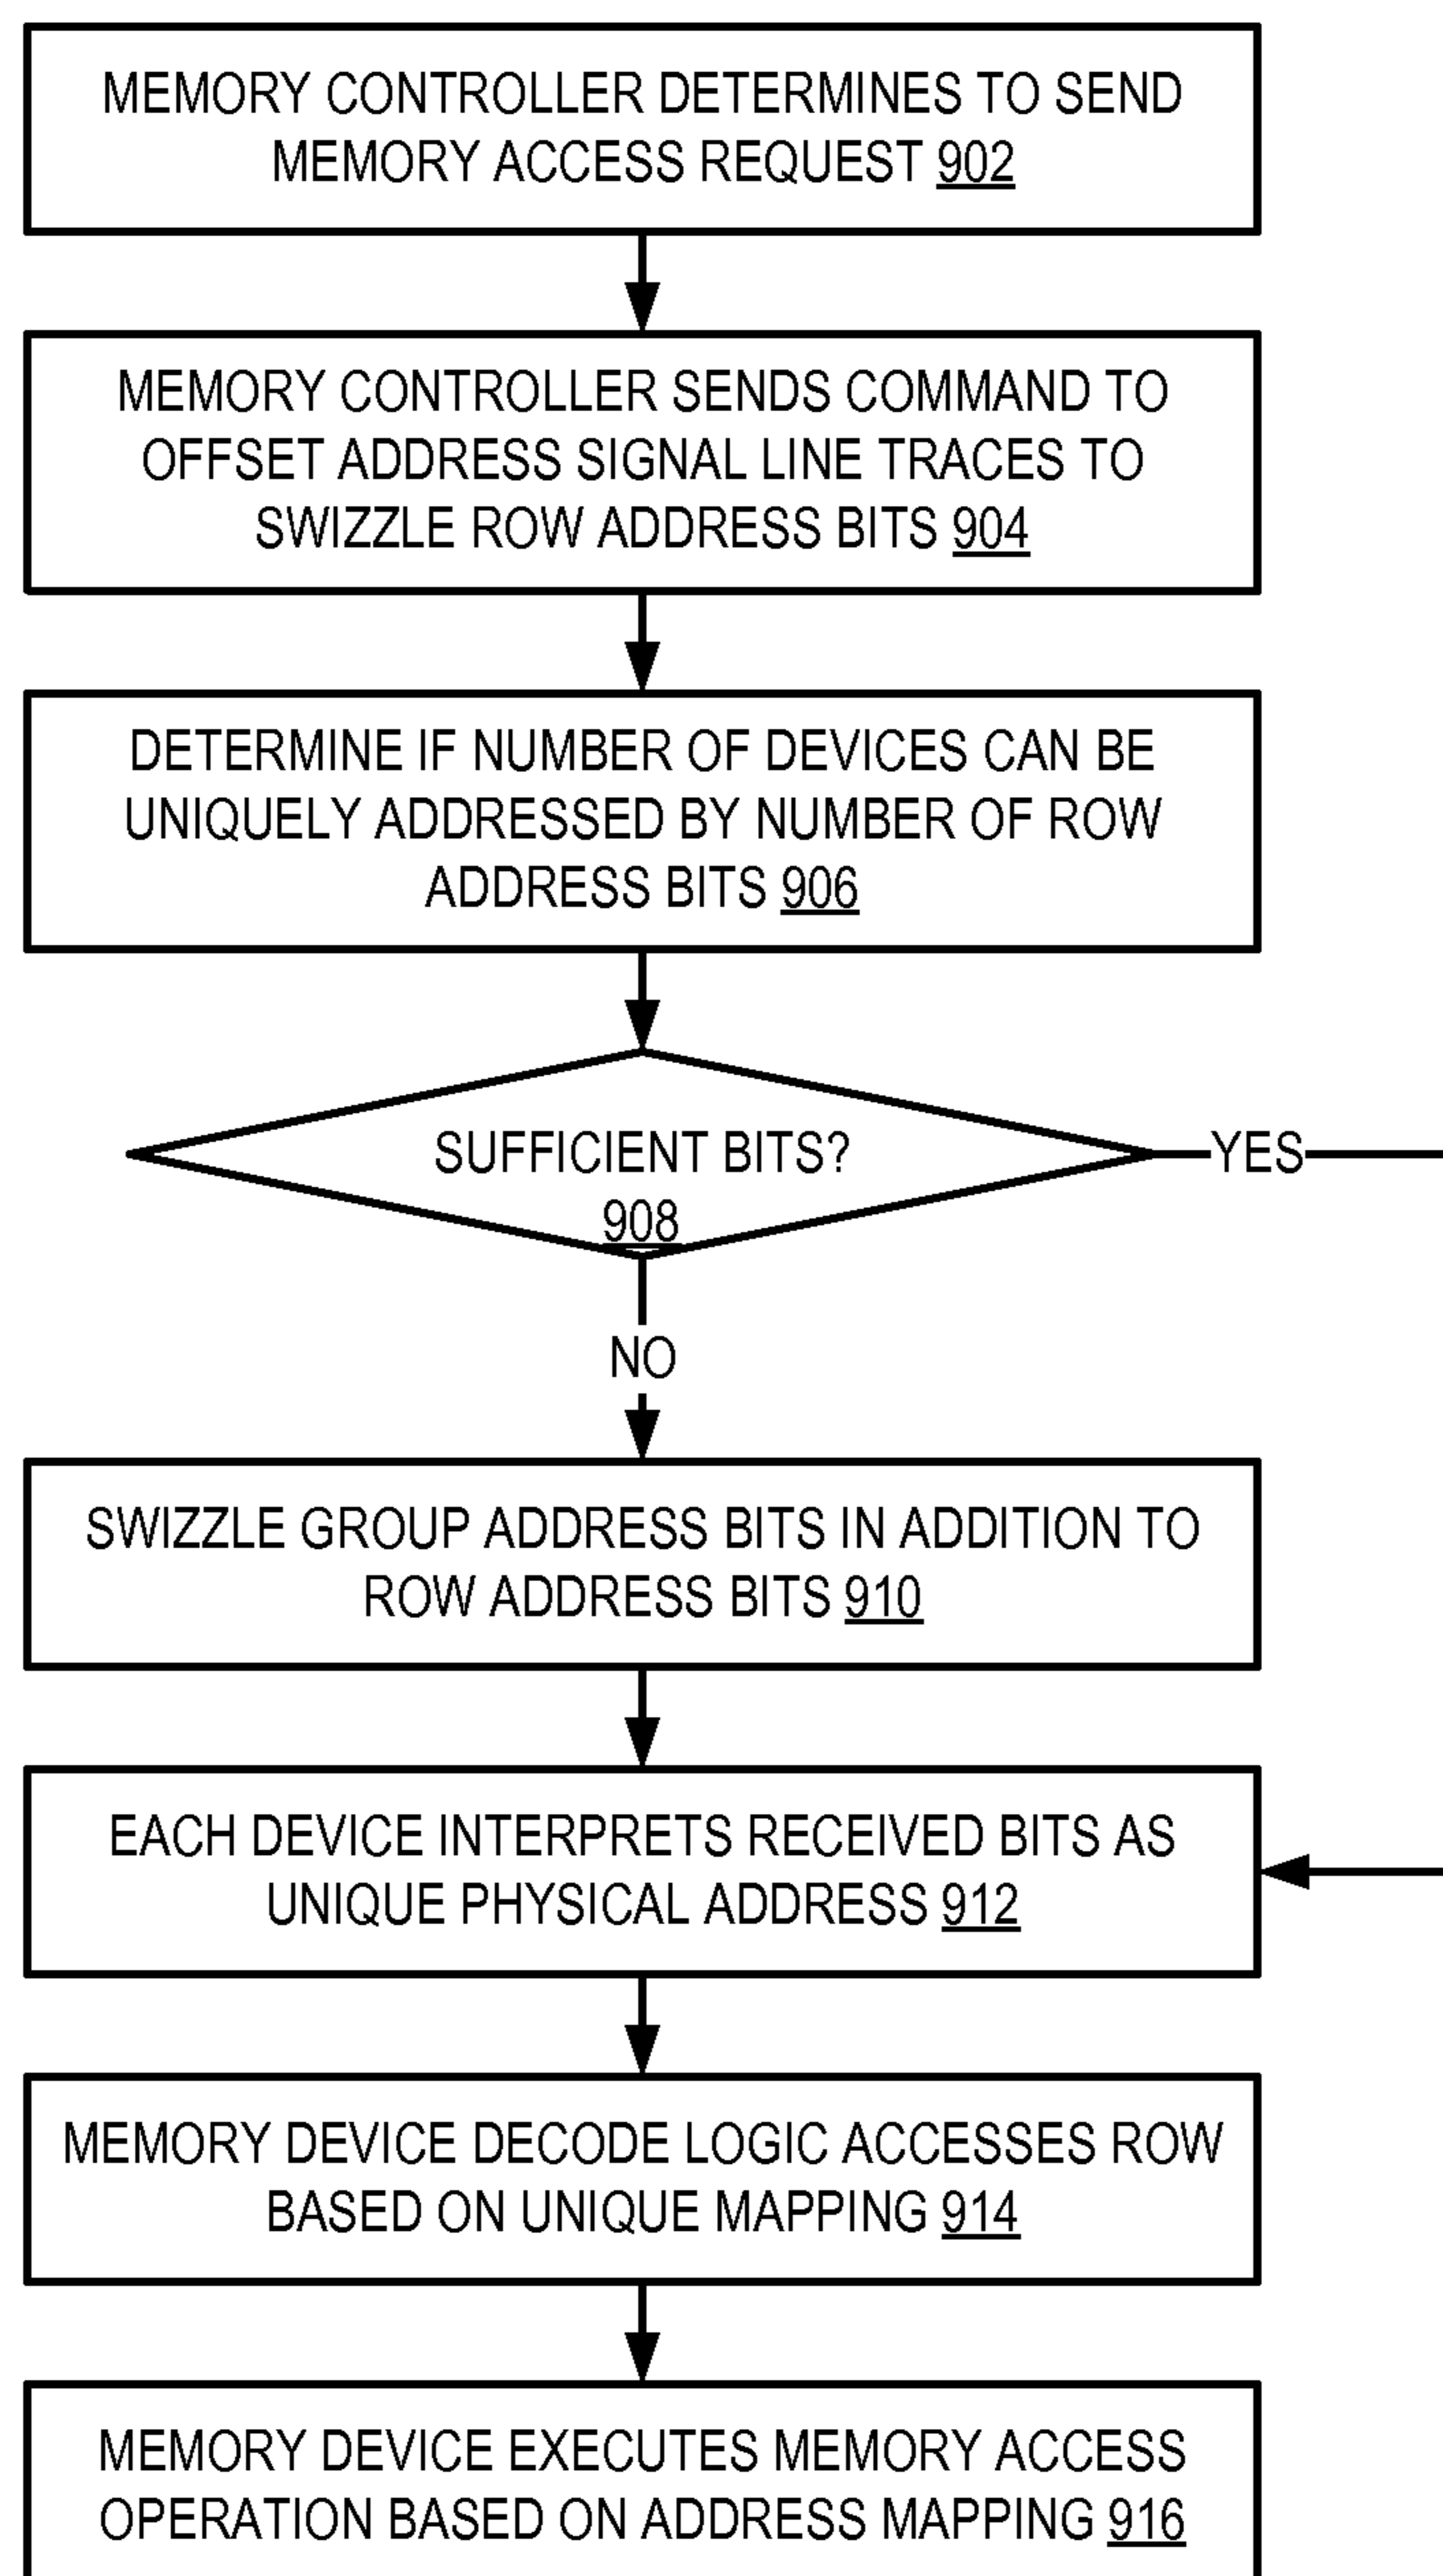 MEMORY CONTROLLER DETERMINES TO SEND
MEMORY ACCESS REQUEST 902
MEMORY CONTROLLER SENDS COMMAND TO
OFFSET ADDRESS SIGNAL LINE TRACES TO
SWIZZLE ROW ADDRESS BITS 904
DETERMINE IF NUMBER OF DEVICES CAN BE
UNIQUELY ADDRESSED BY NUMBER OF ROW
ADDRESS BITS 906
SUFFICIENT BITS?
908
YES
NO
SWIZZLE GROUP ADDRESS BITS IN ADDITION TO
ROW ADDRESS BITS 910
EACH DEVICE INTERPRETS RECEIVED BITS AS
UNIQUE PHYSICAL ADDRESS 912
MEMORY DEVICE DECODE LOGIC ACCESSES ROW
BASED ON UNIQUE MAPPING 914
MEMORY DEVICE EXECUTES MEMORY ACCESS
OPERATION BASED ON ADDRESS MAPPING 916